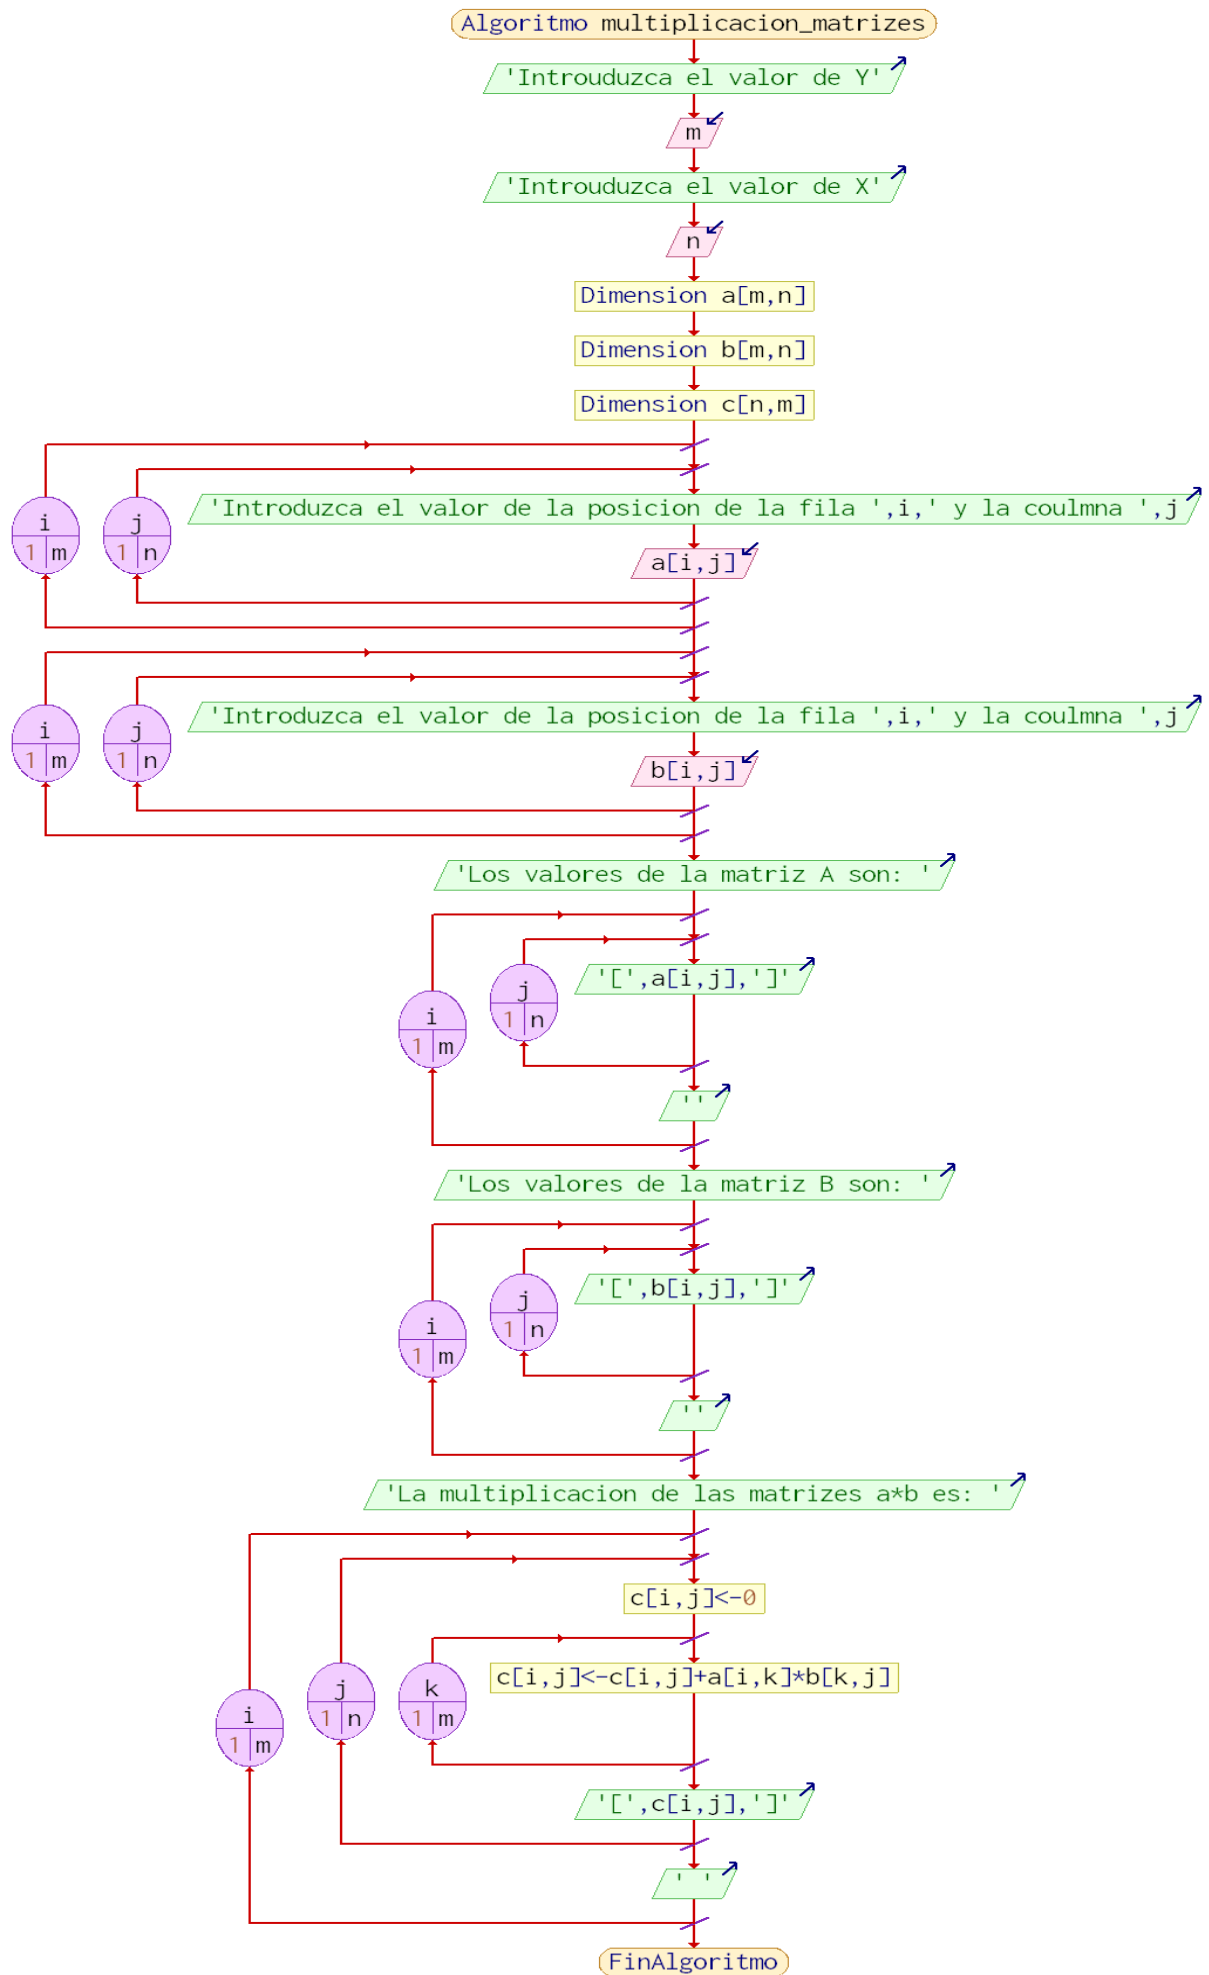 Algoritmo multiplicacion_matrizes
'Introuduzca el valor de Y'
m
'Introuduzca el valor de X'
n
Dimension a[m,n]
Dimension b[m,n]
Dimension c[n,m]
i
1 m
j
1 n
'Introduzca el valor de la posicion de la fila ',i,' y la coulmna ',j
a[i,j]
i
1 m
j
1 n
'Introduzca el valor de la posicion de la fila ',i,' y la coulmna ',j
b[i,j]
'Los valores de la matriz A son: '
i
1 m
j
1 n
'[',a[i,j],']'
''
'Los valores de la matriz B son: '
i
1 m
j
1 n
'[',b[i,j],']'
''
'La multiplicacion de las matrizes a*b es: '
i
1 m
j
1 n
c[i,j]<-0
k
1 m
c[i,j]<-c[i,j]+a[i,k]*b[k,j]
'[',c[i,j],']'
' '
FinAlgoritmo